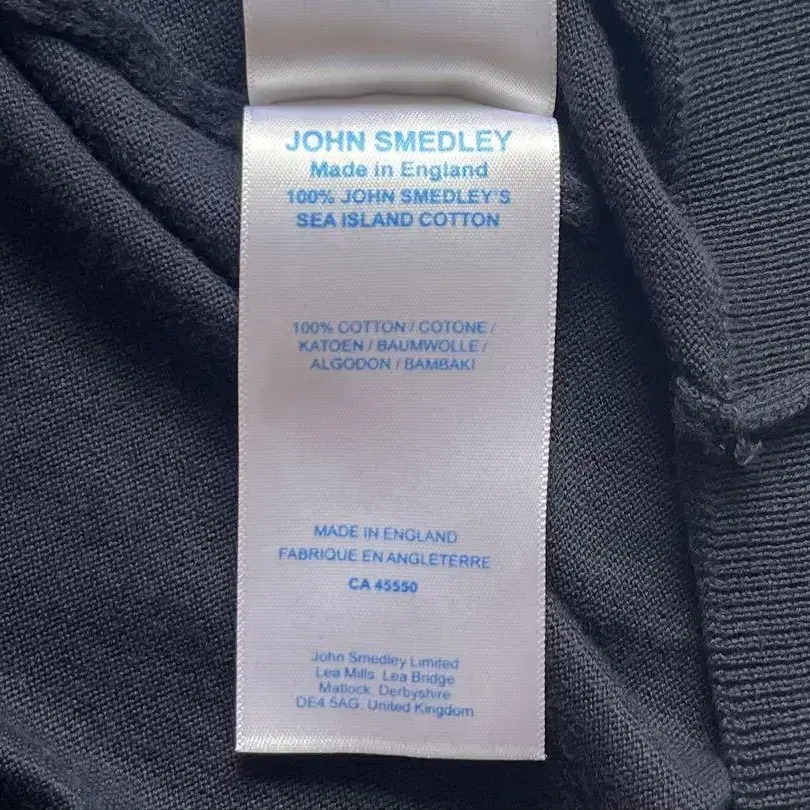 JOHN SMEDLEY
Made in England
100% JOHN SMEDLEY'S
SEA ISLAND COTTON
100% COTTON / COTONE /
KATOEN / BAUMWOLLE /
ALGODON / BAMBAKI
MADE IN ENGLAND
FABRIQUE EN ANGLETERRE
CA 45550
John Smedley Limited
Lea Mills, Lea Bridge
Matlock, Derbyshire
DE4 5AG, United Kingdom